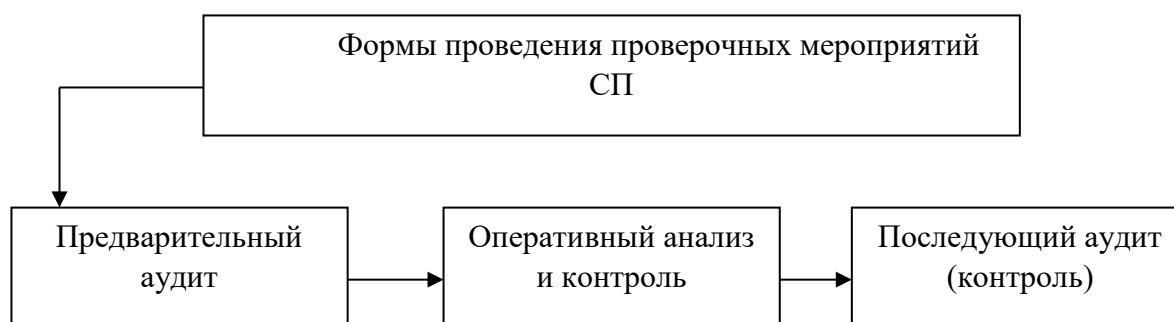 Формы проведения проверочных мероприятий
СП
Предварительный
аудит
Оперативный анализ
и контроль
Последующий аудит
(контроль)